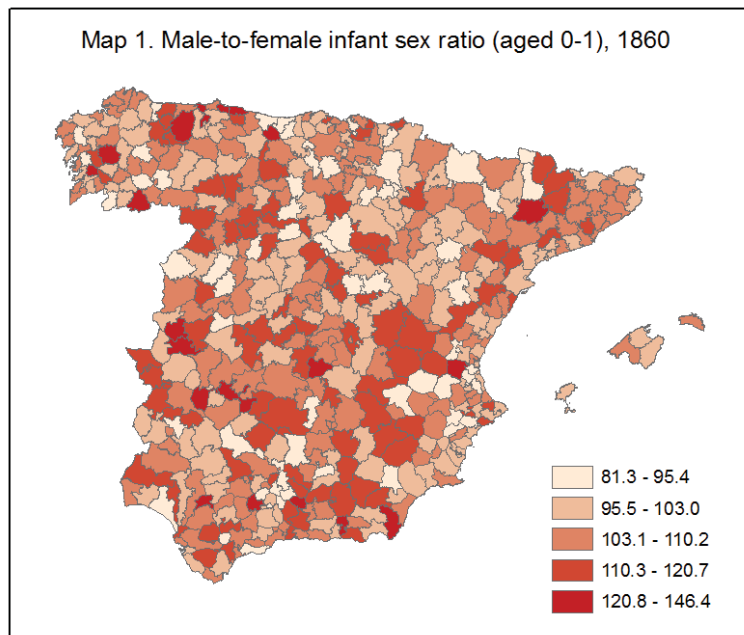 Map 1. Male-to-female infant sex ratio (aged 0-1), 1860
81.3 - 95.4
95.5 - 103.0
103.1 - 110.2
110.3 - 120.7
120.8 - 146.4